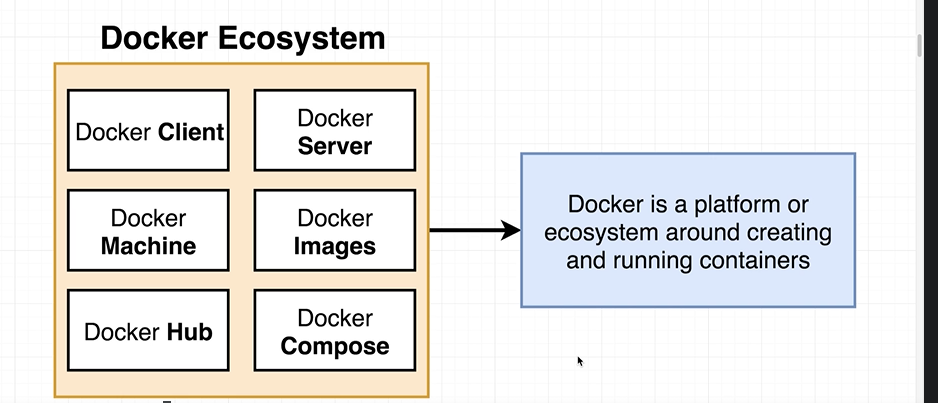 Docker Ecosystem
Docker Client
Docker
Server
Docker
Machine
Docker
Images
Docker Hub
Docker
Compose
Docker is a platform or
ecosystem around creating
and running containers